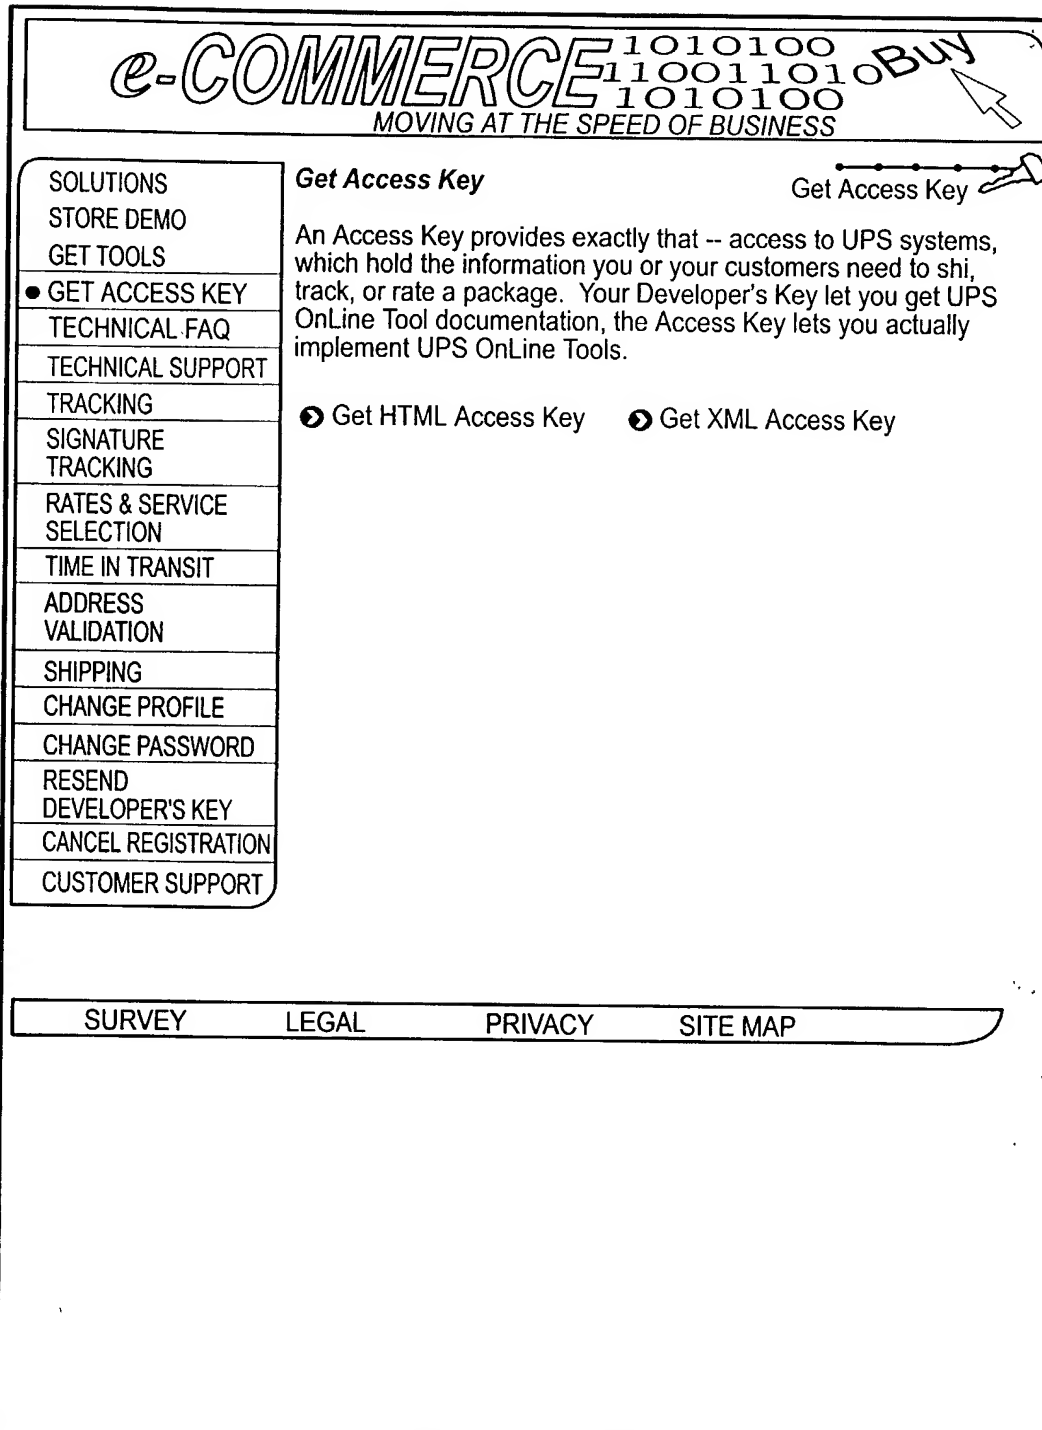 e-COMMERCE
1010100
110011010
1010100
Buy
MOVING AT THE SPEED OF BUSINESS
SOLUTIONS
STORE DEMO
GET TOOLS
GET ACCESS KEY
TECHNICAL FAQ
TECHNICAL SUPPORT
TRACKING
SIGNATURE
TRACKING
RATES & SERVICE
SELECTION
TIME IN TRANSIT
ADDRESS
VALIDATION
SHIPPING
CHANGE PROFILE
CHANGE PASSWORD
RESEND
DEVELOPER'S KEY
CANCEL REGISTRATION
CUSTOMER SUPPORT
Get Access Key
Get Access Key
An Access Key provides exactly that -- access to UPS systems,
which hold the information you or your customers need to shi,
track, or rate a package. Your Developer's Key let you get UPS
OnLine Tool documentation, the Access Key lets you actually
implement UPS OnLine Tools.
Get HTML Access Key Get XML Access Key
SURVEY LEGAL PRIVACY SITE MAP